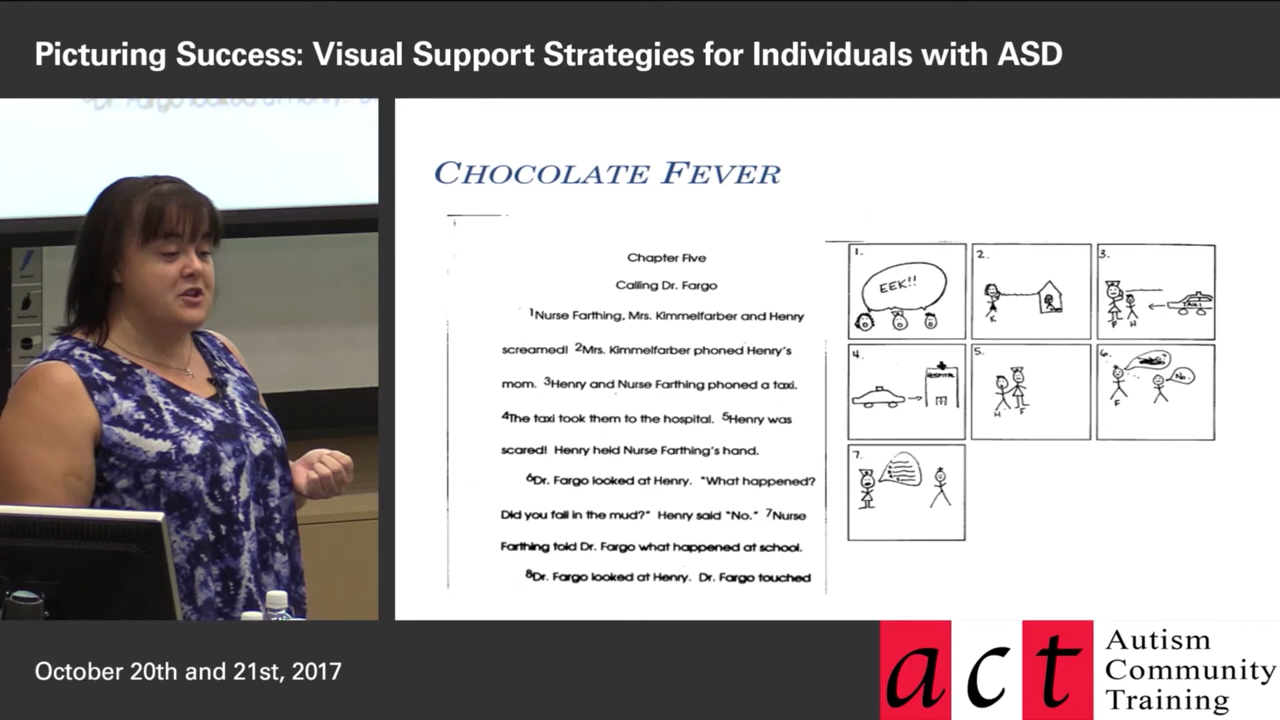 Picturing Success: Visual Support Strategies for Individuals with ASD
CHOCOLATE FEVER
Chapter Five
Calling Dr. Fargo
1Nurse Farthing, Mrs. Kimmelfarber and Henry
screamed! 2Mrs. Kimmelfarber phoned Henry's
mom. 3Henry and Nurse Farthing phoned a taxi.
4The taxi took them to the hospital. 5Henry was
scared! Henry held Nurse Farthing's hand.
6Dr. Fargo looked at Henry. "What happened?
Did you fall in the mud?" Henry said "No." 7Nurse
Farthing told Dr. Fargo what happened at school.
8Dr. Fargo looked at Henry. Dr. Fargo touched
1.
EEK!!
2.
K
3.
TAXI
F H
4.
HOSPITAL
H
5.
H F
6.
No.
F
7.
October 20th and 21st, 2017
act
Autism
Community
Training